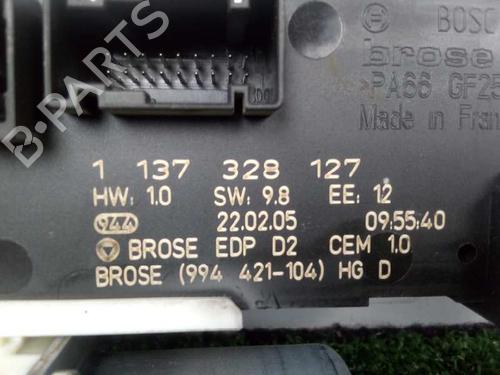 BOSC
brose
>PA66 GF25
Made in Fran
1 137 328 127
HW: 1.0 SW: 9.8 EE: 12
944 22.02.05 09:55:40
BROSE EDP D2 CEM 1.0
BROSE (994 421-104) HG D